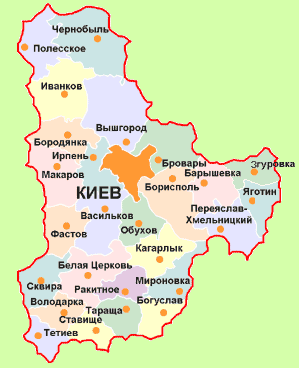 Чернобыль
Полесское
Иванков
Вышгород
Бородянка
Ирпень
Макаров
Бровары
Згуровка
Барышевка
Борисполь
Яготин
КИЕВ
Васильков
Переяслав-
Хмельницкий
Фастов
Обухов
Кагарлык
Белая Церковь
Сквира
Ракитное
Мироновка
Володарка
Тараща
Богуслав
Ставище
Тетиев